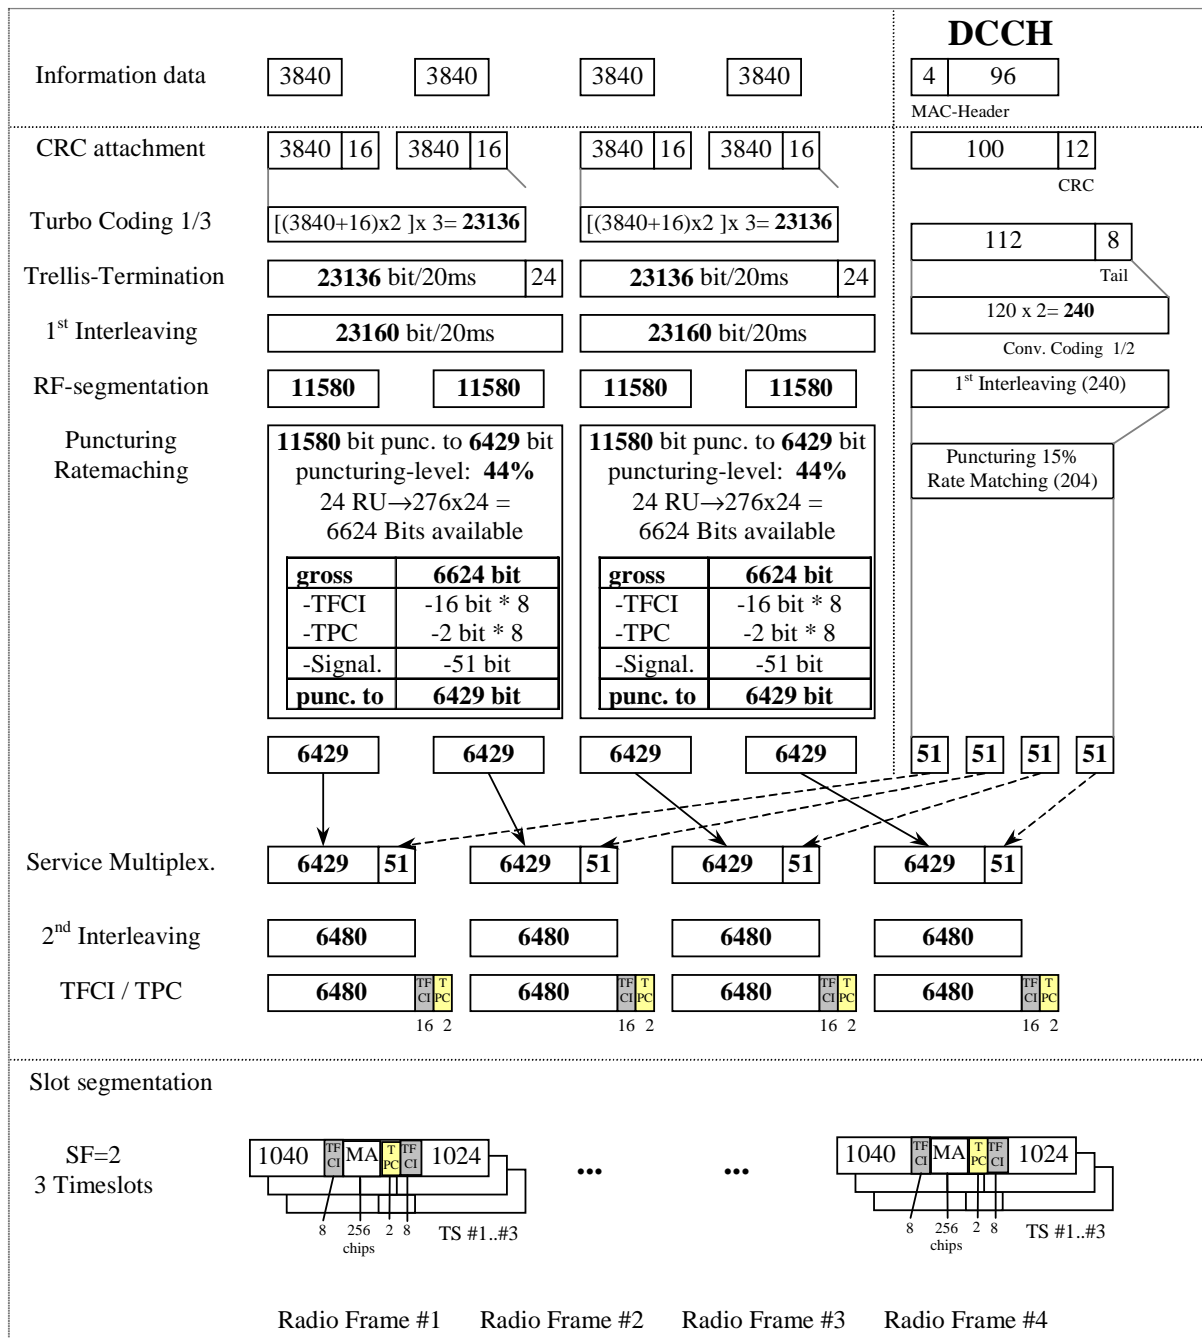 DCCH
Information data
3840 3840 3840 3840
4 96
MAC-Header
CRC attachment
3840 16 3840 16 3840 16 3840 16
100 12
CRC
Turbo Coding 1/3
[(3840+16)x2 ]x 3= 23136
[(3840+16)x2 ]x 3= 23136
112 8
Tail
Trellis-Termination
23136 bit/20ms 24
23136 bit/20ms 24
120 x 2= 240
Conv. Coding 1/2
1st Interleaving
23160 bit/20ms
23160 bit/20ms
RF-segmentation
11580 11580 11580 11580
1st Interleaving (240)
Puncturing
Ratemaching
11580 bit punc. to 6429 bit
puncturing-level: 44%
24 RU→276x24 =
6624 Bits available
gross 6624 bit
-TFCI -16 bit * 8
-TPC -2 bit * 8
-Signal. -51 bit
punc. to 6429 bit
11580 bit punc. to 6429 bit
puncturing-level: 44%
24 RU→276x24 =
6624 Bits available
gross 6624 bit
-TFCI -16 bit * 8
-TPC -2 bit * 8
-Signal. -51 bit
punc. to 6429 bit
Puncturing 15%
Rate Matching (204)
6429 6429 6429 6429
51 51 51 51
Service Multiplex.
6429 51 6429 51 6429 51 6429 51
2nd Interleaving
6480 6480 6480 6480
TFCI / TPC
6480 TF CI T PC 6480 TF CI T PC 6480 TF CI T PC 6480 TF CI T PC
16 2 16 2 16 2 16 2
Slot segmentation
SF=2
3 Timeslots
1040 TF CI MA T PC TF CI 1024
8 256 chips 2 8 TS #1..#3
... ...
1040 TF CI MA T PC TF CI 1024
8 256 chips 2 8 TS #1..#3
Radio Frame #1 Radio Frame #2 Radio Frame #3 Radio Frame #4